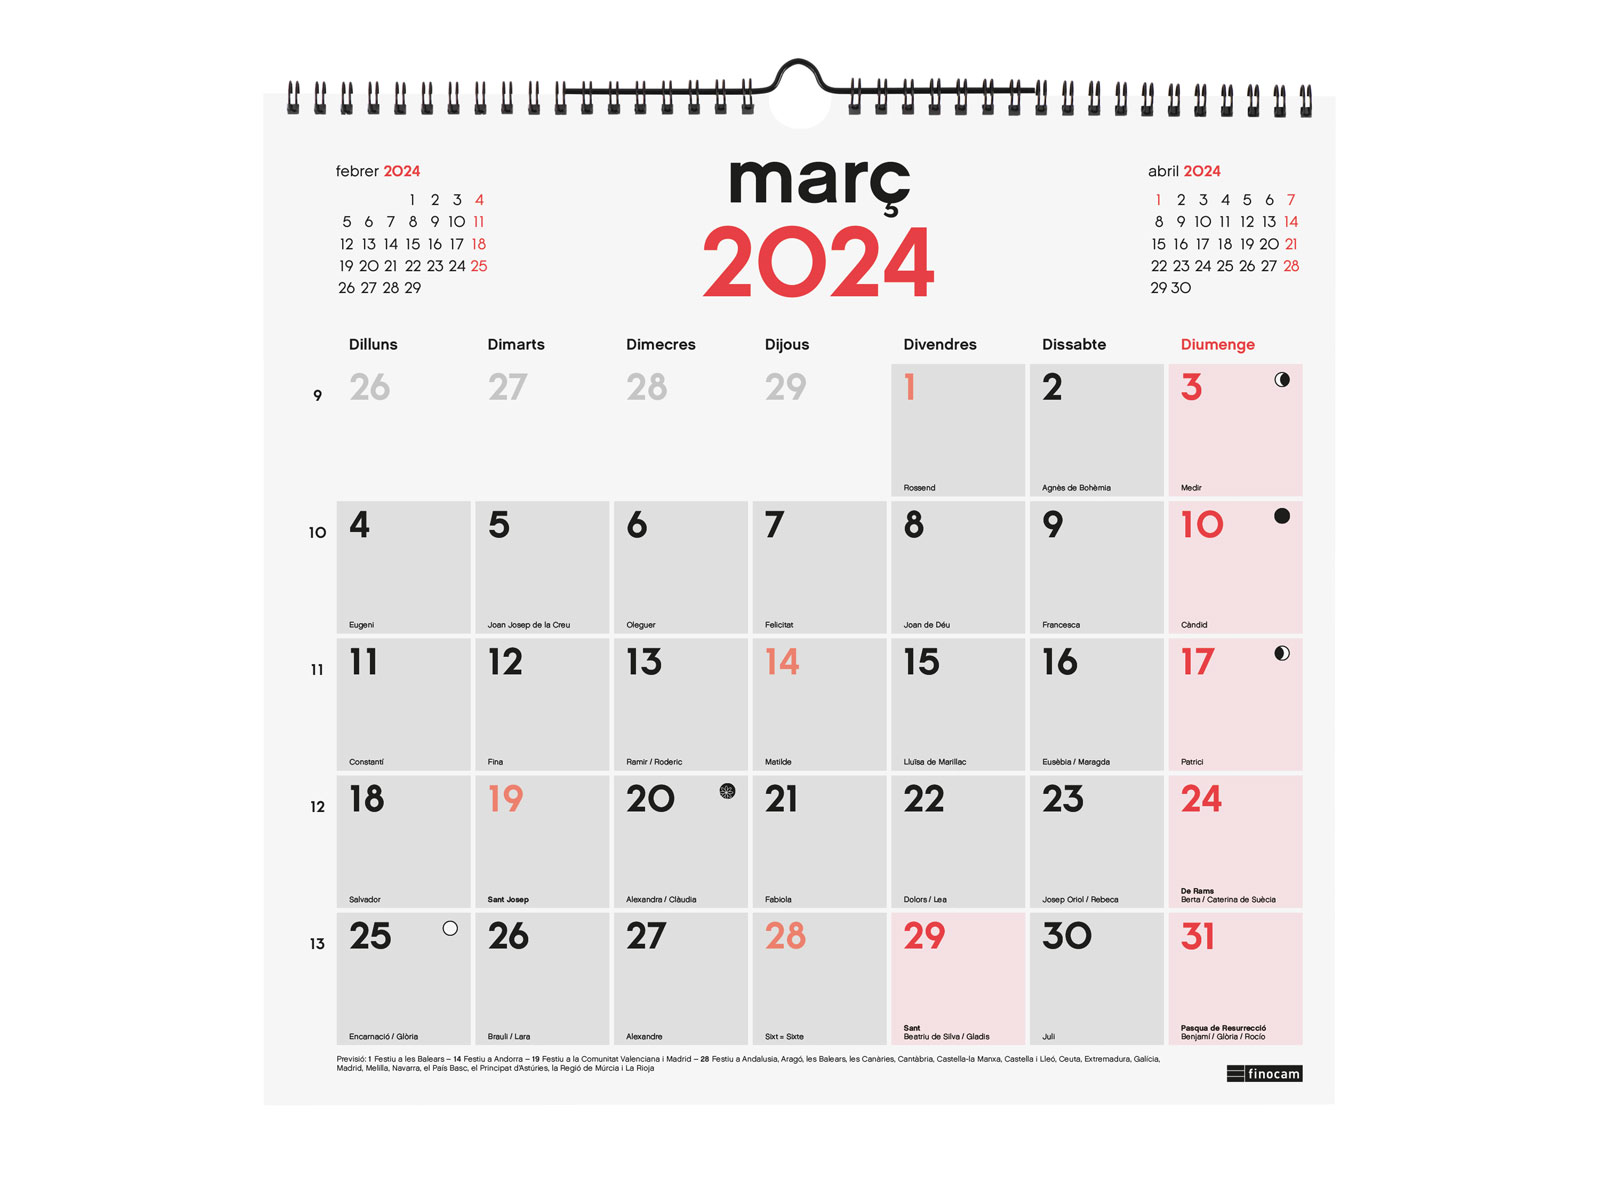 març
2024
febrer 2024
1 2 3 4
5 6 7 8 9 10 11
12 13 14 15 16 17 18
19 20 21 22 23 24 25
26 27 28 29
abril 2024
1 2 3 4 5 6 7
8 9 10 11 12 13 14
15 16 17 18 19 20 21
22 23 24 25 26 27 28
29 30
Dilluns Dimarts Dimecres Dijous Divendres Dissabte Diumenge
9 26 27 28 29 1 2 3
Rossend Agnès de Bohèmia Medir
10 4 5 6 7 8 9 10
Eugeni Joan Josep de la Creu Oleguer Felicitat Joan de Déu Francesca Càndid
11 11 12 13 14 15 16 17
Constantí Fina Ramir / Roderic Matilde Lluïsa de Marillac Eusèbia / Maragda Patrici
12 18 19 20 21 22 23 24
De Rams
Salvador Sant Josep Alexandra / Clàudia Fabiola Dolors / Lea Josep Oriol / Rebeca Berta / Caterina de Suècia
13 25 26 27 28 29 30 31
Sant Pasqua de Resurrecció
Encarnació / Glòria Brauli / Lara Alexandre Sixt = Sixte Beatriu de Silva / Gladis Juli Benjamí / Glòria / Rocío
Previsió: 1 Festiu a les Balears – 14 Festiu a Andorra – 19 Festiu a la Comunitat Valenciana i Madrid – 28 Festiu a Andalusia, Aragó, les Balears, les Canàries, Cantàbria, Castella-la Manxa, Castella i Lleó, Ceuta, Extremadura, Galícia,
Madrid, Melilla, Navarra, el País Basc, el Principat d'Astúries, la Regió de Múrcia i La Rioja
finocam